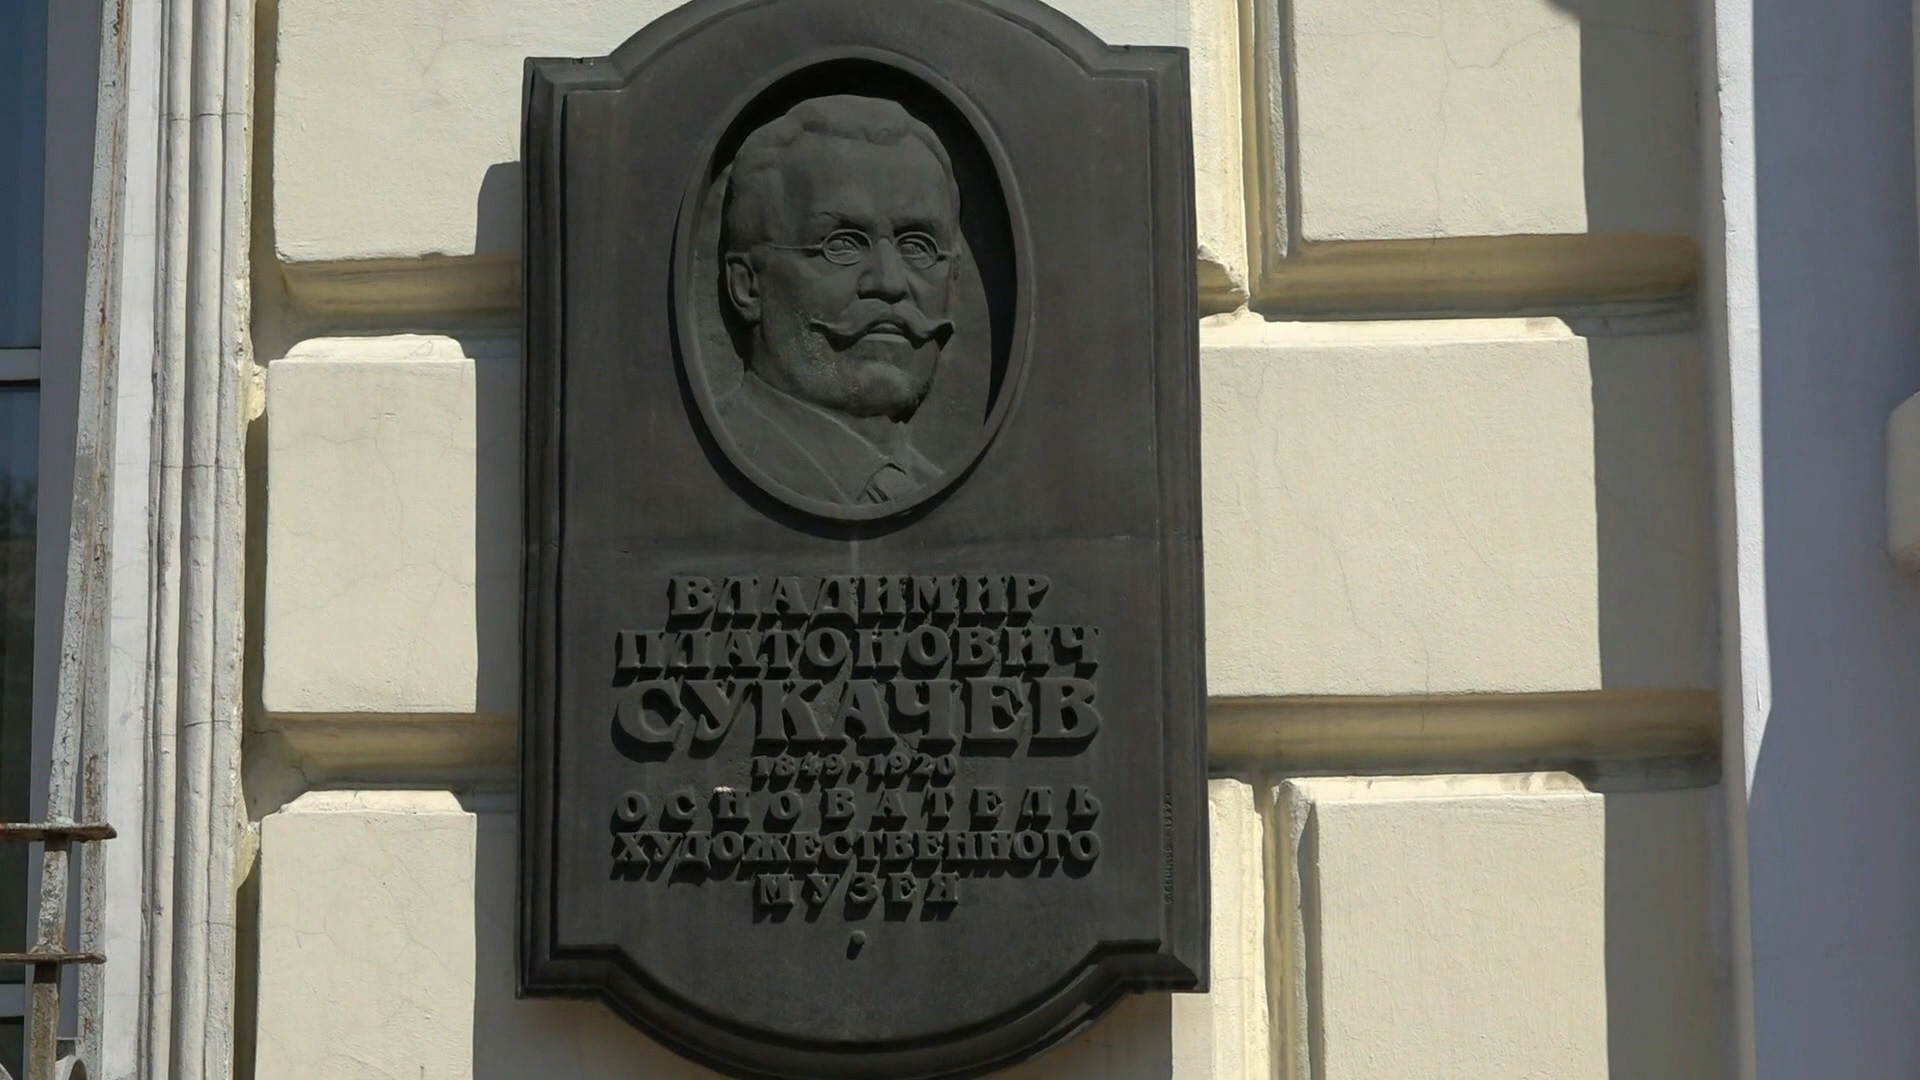 ВЛАДИМИР
ПЛАТОНОВИЧ
СУКАЧЕВ
1849·1920
ОСНОВАТЕЛЬ
ХУДОЖЕСТВЕННОГО
МУЗЕЯ